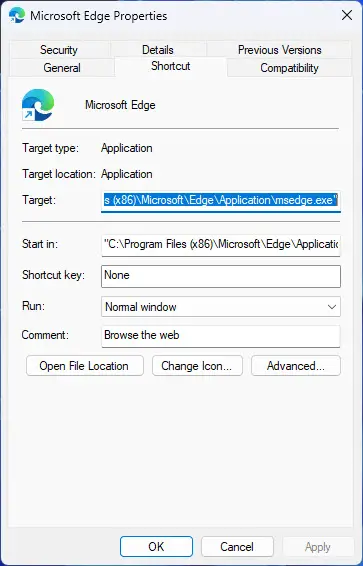 Microsoft Edge Properties
Security Details Previous Versions
General Shortcut Compatibility
Microsoft Edge
Target type: Application
Target location: Application
Target: s (x86)\Microsoft\Edge\Application\msedge.exe"
Start in: "C:\Program Files (x86)\Microsoft\Edge\Applicatio
Shortcut key: None
Run: Normal window
Comment: Browse the web
Open File Location Change Icon... Advanced...
OK Cancel Apply